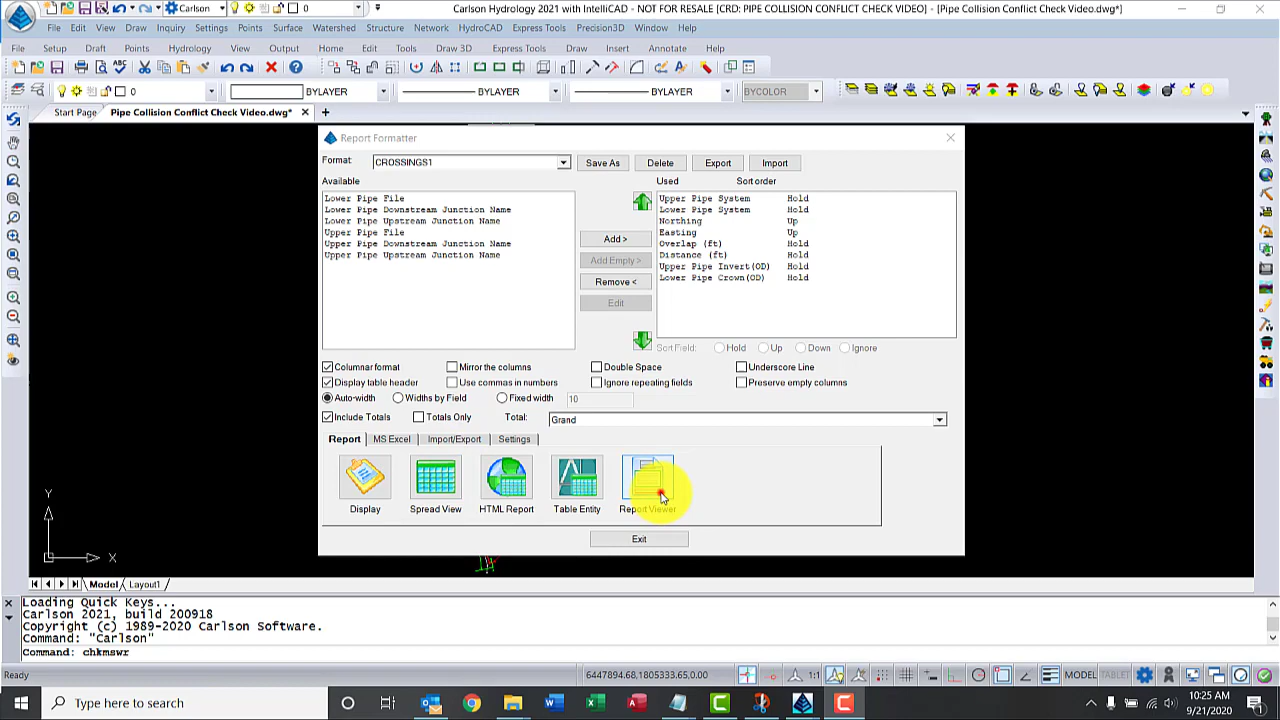 Carlson
0
Carlson Hydrology 2021 with IntelliCAD - NOT FOR RESALE [CRD: PIPE COLLISION CONFLICT CHECK VIDEO] - [Pipe Collision Conflict Check Video.dwg*]
File Edit View Draw Inquiry Settings Points Surface Watershed Structure Network HydroCAD Express Tools Precision3D Window Help
File Setup Draft Points Hydrology View Output Home Edit Tools Draw 3D Express Tools Draw Insert Annotate Help
0 BYLAYER BYLAYER BYLAYER BYCOLOR
Start Page Pipe Collision Conflict Check Video.dwg*
Report Formatter
Format: CROSSINGS1 Save As Delete Export Import
Available Used Sort order
Lower Pipe File
Lower Pipe Downstream Junction Name
Lower Pipe Upstream Junction Name
Upper Pipe File
Upper Pipe Downstream Junction Name
Upper Pipe Upstream Junction Name
Add >
Add Empty >
Remove <
Edit
Upper Pipe System Hold
Lower Pipe System Hold
Northing Up
Easting Up
Overlap (ft) Hold
Distance (ft) Hold
Upper Pipe Invert(OD) Hold
Lower Pipe Crown(OD) Hold
Sort Field: Hold Up Down Ignore
Columnar format Mirror the columns Double Space Underscore Line
Display table header Use commas in numbers Ignore repeating fields Preserve empty columns
Auto-width Widths by Field Fixed width 10
Include Totals Totals Only Total: Grand
Report MS Excel Import/Export Settings
Display Spread View HTML Report Table Entity Report Viewer
Exit
Y
X
Model Layout1
Loading Quick Keys...
Carlson 2021, build 200918
Copyright (c) 1989-2020 Carlson Software.
Command: "Carlson"
Command: chkmswr
Ready 6447894.68,1805333.65,0.00 1:1 MODEL TABLET
Type here to search
10:25 AM
9/21/2020